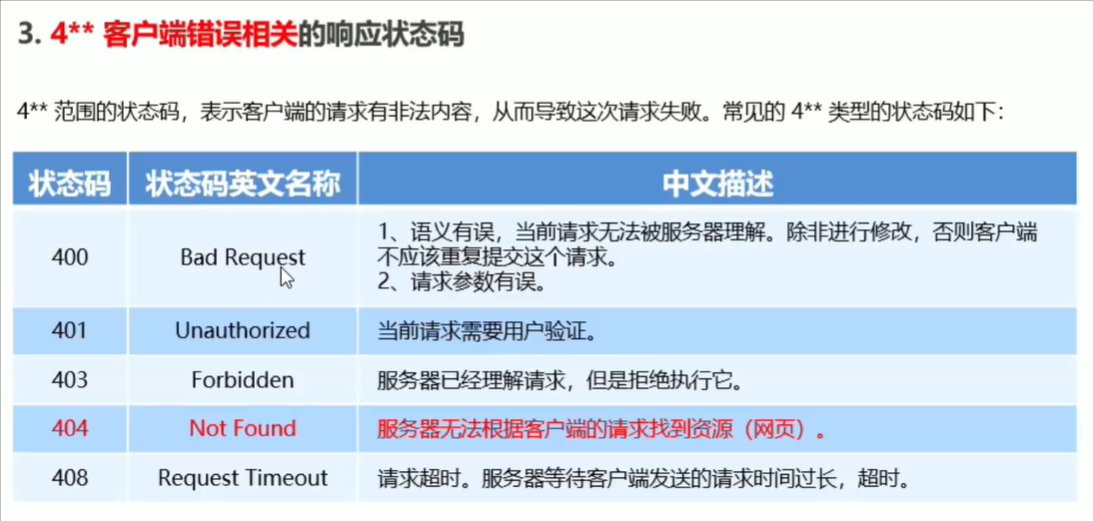 3. 4** 客户端错误相关的响应状态码
4** 范围的状态码，表示客户端的请求有非法内容，从而导致这次请求失败。常见的 4** 类型的状态码如下：
状态码 状态码英文名称 中文描述
400 Bad Request 1、语义有误，当前请求无法被服务器理解。除非进行修改，否则客户端
不应该重复提交这个请求。
2、请求参数有误。
401 Unauthorized 当前请求需要用户验证。
403 Forbidden 服务器已经理解请求，但是拒绝执行它。
404 Not Found 服务器无法根据客户端的请求找到资源（网页）。
408 Request Timeout 请求超时。服务器等待客户端发送的请求时间过长，超时。